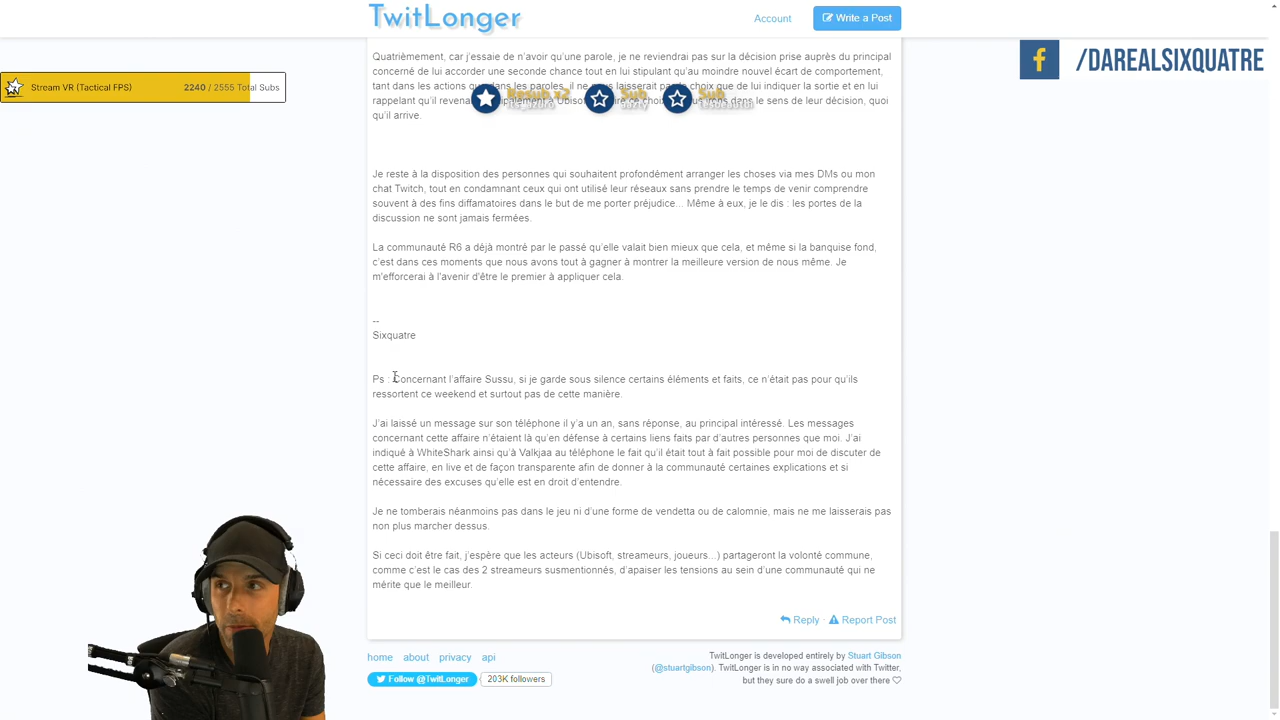 TwitLonger
Account
Write a Post
/DAREALSIXQUATRE
Stream VR (Tactical FPS)
2240 / 2555 Total Subs
Quatrièmement, car j'essaie de n'avoir qu'une parole, je ne reviendrai pas sur la décision prise auprès du principal
concerné de lui accorder une seconde chance tout en lui stipulant qu'au moindre nouvel écart de comportement,
tant dans les actions que dans les paroles, il ne me laisserait pas le choix que de lui indiquer la sortie et en lui
rappelant qu'il revenait à Ubisoft dans le sens de leur décision, quoi
qu'il arrive.
Resub x2
Sub
Sub
Je reste à la disposition des personnes qui souhaitent profondément arranger les choses via mes DMs ou mon
chat Twitch, tout en condamnant ceux qui ont utilisé leur réseaux sans prendre le temps de venir comprendre
souvent à des fins diffamatoires dans le but de me porter préjudice... Même à eux, je le dis : les portes de la
discussion ne sont jamais fermées.
La communauté R6 a déjà montré par le passé qu'elle valait bien mieux que cela, et même si la banquise fond,
c'est dans ces moments que nous avons tout à gagner à montrer la meilleure version de nous même. Je
m'efforcerai à l'avenir d'être le premier à appliquer cela.
--
Sixquatre
Ps : Concernant l'affaire Sussu, si je garde sous silence certains éléments et faits, ce n'était pas pour qu'ils
ressortent ce weekend et surtout pas de cette manière.
J'ai laissé un message sur son téléphone il y'a un an, sans réponse, au principal intéressé. Les messages
concernant cette affaire n'étaient là qu'en défense à certains liens faits par d'autres personnes que moi. J'ai
indiqué à WhiteShark ainsi qu'à Valkjaa au téléphone le fait qu'il était tout à fait possible pour moi de discuter de
cette affaire, en live et de façon transparente afin de donner à la communauté certaines explications et si
nécessaire des excuses qu'elle est en droit d'entendre.
Je ne tomberais néanmoins pas dans le jeu ni d'une forme de vendetta ou de calomnie, mais ne me laisserais pas
non plus marcher dessus.
Si ceci doit être fait, j'espère que les acteurs (Ubisoft, streameurs, joueurs...) partageront la volonté commune,
comme c'est le cas des 2 streameurs susmentionnés, d'apaiser les tensions au sein d'une communauté qui ne
mérite que le meilleur.
Reply · Report Post
home about privacy api
Follow @TwitLonger 203K followers
TwitLonger is developed entirely by Stuart Gibson
(@stuartgibson). TwitLonger is in no way associated with Twitter,
but they sure do a swell job over there